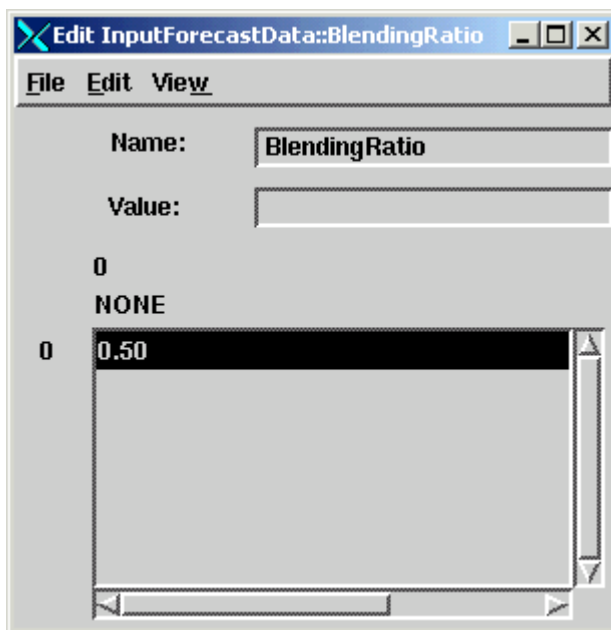 Edit InputForecastData::BlendingRatio
File Edit View
Name: BlendingRatio
Value:
0
NONE
0 0.50